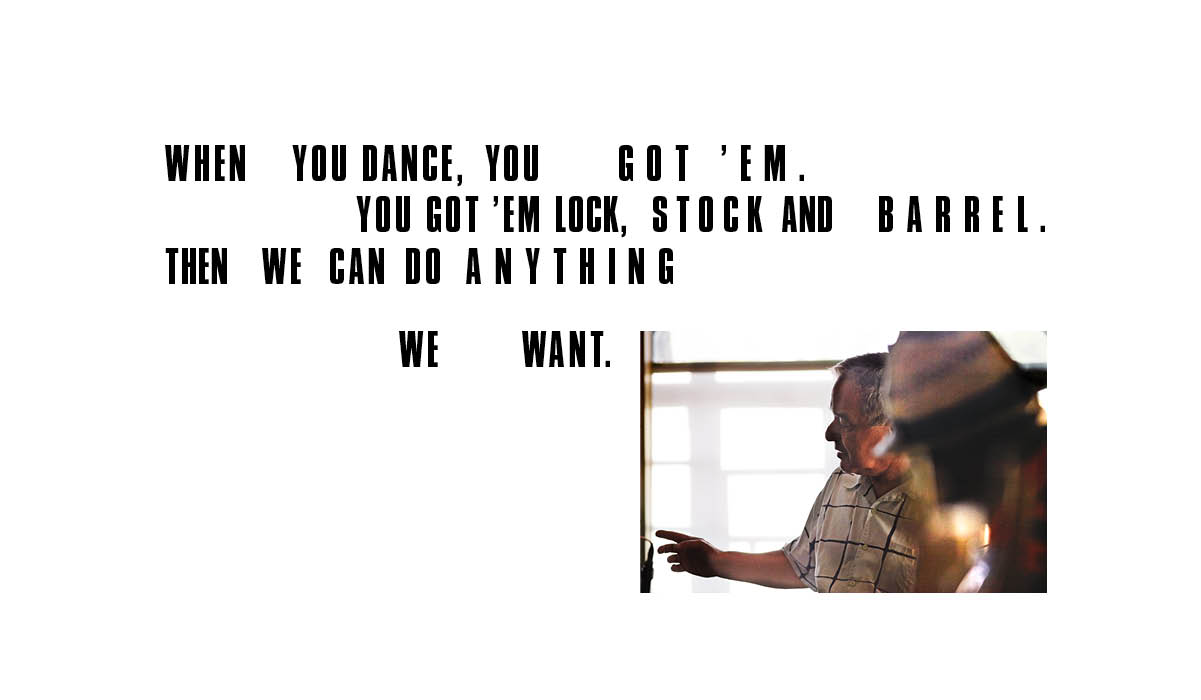 WHEN YOU DANCE, YOU GOT ’EM.
YOU GOT ’EM LOCK, STOCK AND BARREL.
THEN WE CAN DO ANYTHING
WE WANT.